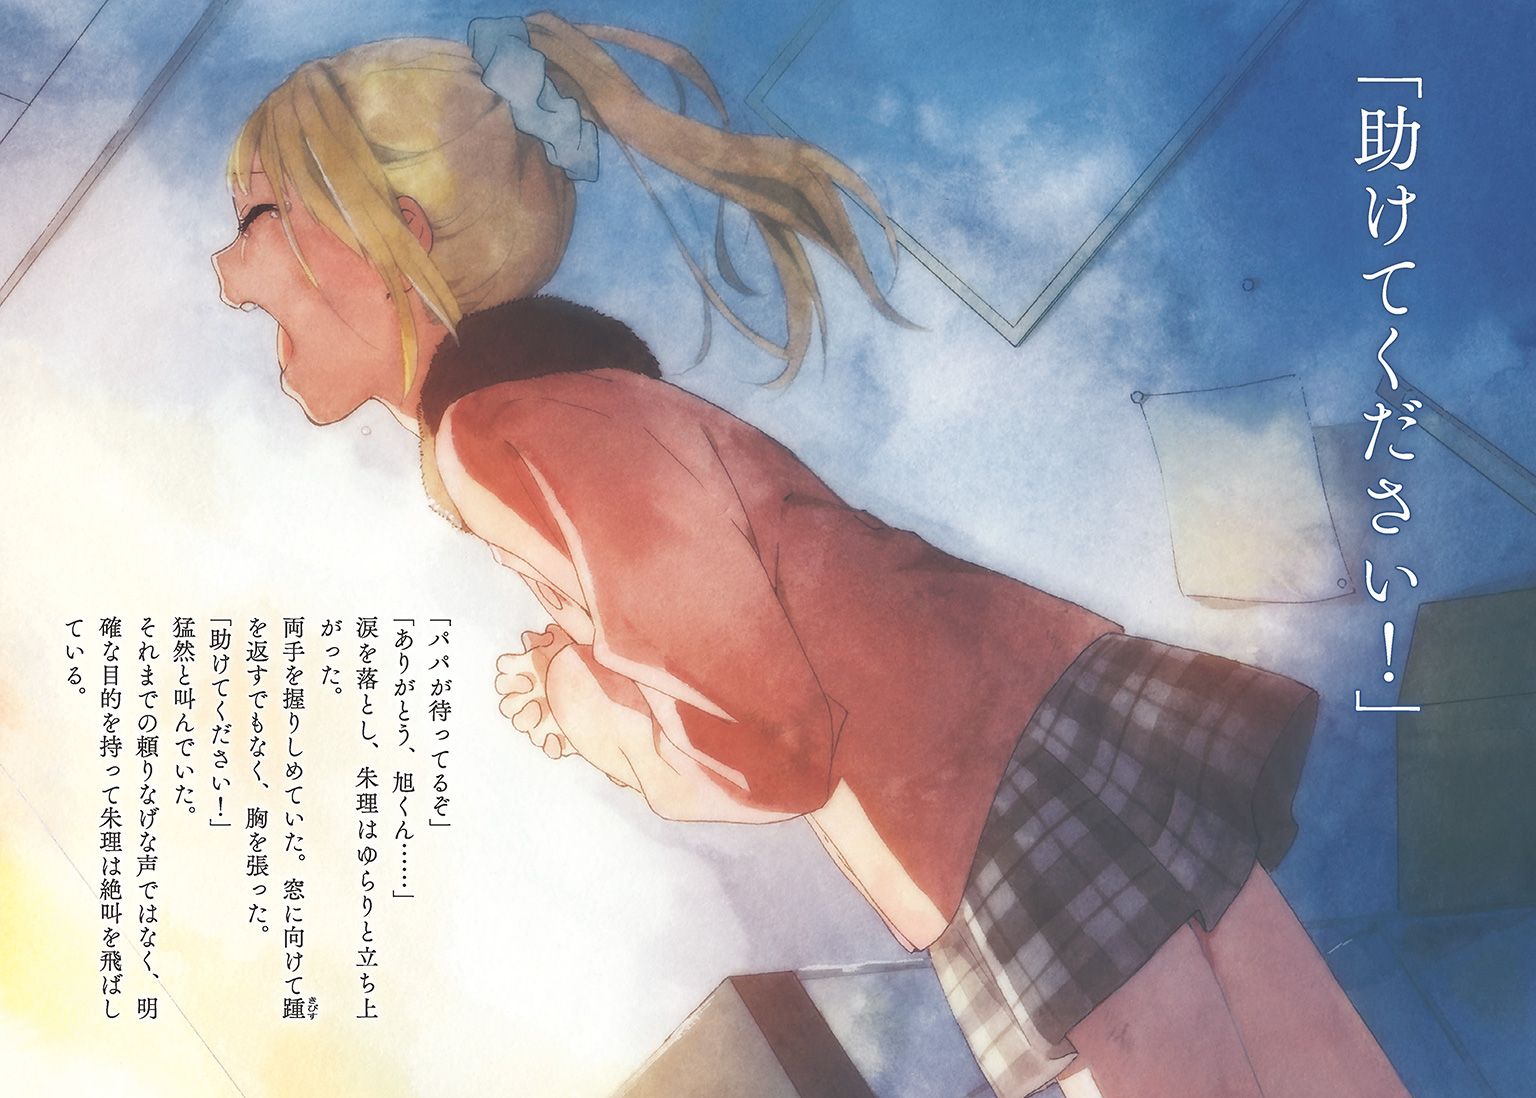 「助けてください！」
「パパが待ってるぞ」
「ありがとう、旭くん……」
涙を落とし、朱理はゆらりと立ち上
がった。
両手を握りしめていた。窓に向けて踵
きびす
を返すでもなく、胸を張った。
「助けてください！」
猛然と叫んでいた。
それまでの頼りなげな声ではなく、明
確な目的を持って朱理は絶叫を飛ばし
ている。